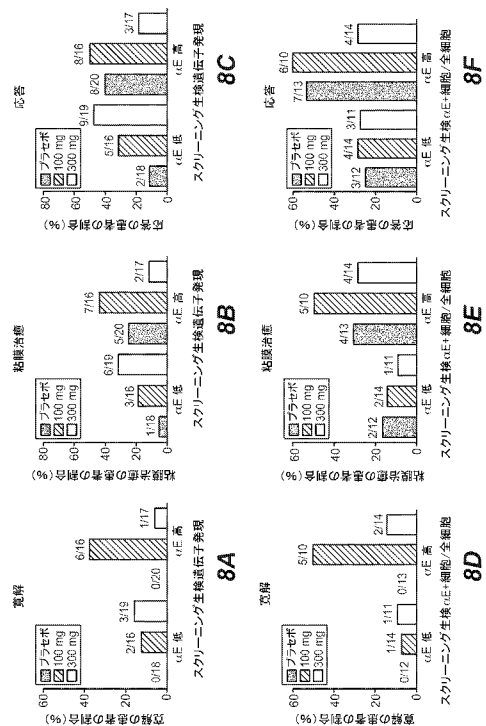 寛解
寛解の患者の割合(%)
80
60
40
20
0
プラセボ
100 mg
300 mg
0/18
2/16
3/19
0/20
6/16
1/17
αE 低
αE 高
スクリーニング生検遺伝子発現
8A
粘膜治癒
粘膜治癒の患者の割合(%)
80
60
40
20
0
プラセボ
100 mg
300 mg
1/18
3/16
6/19
5/20
7/16
2/17
αE 低
αE 高
スクリーニング生検遺伝子発現
8B
応答
応答の患者の割合(%)
80
60
40
20
0
プラセボ
100 mg
300 mg
2/18
5/16
9/19
8/20
8/16
3/17
αE 低
αE 高
スクリーニング生検遺伝子発現
8C
寛解
寛解の患者の割合(%)
60
40
20
0
プラセボ
100 mg
300 mg
0/12
1/14
1/11
0/13
5/10
2/14
αE 低
αE 高
スクリーニング生検αE+細胞/全細胞
8D
粘膜治癒
粘膜治癒の患者の割合(%)
60
40
20
0
プラセボ
100 mg
300 mg
2/12
2/14
1/11
4/13
5/10
4/14
αE 低
αE 高
スクリーニング生検αE+細胞/全細胞
8E
応答
応答の患者の割合(%)
60
40
20
0
プラセボ
100 mg
300 mg
3/12
4/14
3/11
7/13
6/10
4/14
αE 低
αE 高
スクリーニング生検αE+細胞/全細胞
8F